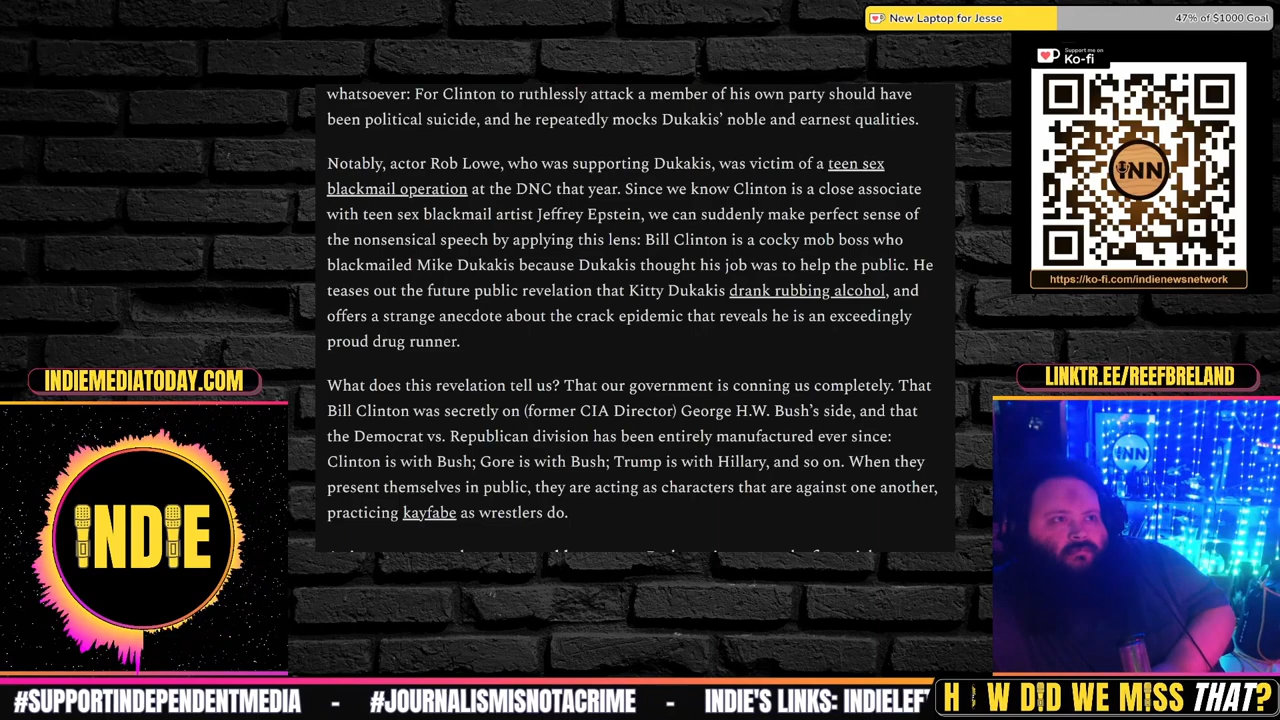 New Laptop for Jesse
47% of $1000 Goal
Support me on
Ko-fi
INN
https://ko-fi.com/indienewsnetwork
whatsoever: For Clinton to ruthlessly attack a member of his own party should have
been political suicide, and he repeatedly mocks Dukakis’ noble and earnest qualities.
Notably, actor Rob Lowe, who was supporting Dukakis, was victim of a teen sex
blackmail operation at the DNC that year. Since we know Clinton is a close associate
with teen sex blackmail artist Jeffrey Epstein, we can suddenly make perfect sense of
the nonsensical speech by applying this lens: Bill Clinton is a cocky mob boss who
blackmailed Mike Dukakis because Dukakis thought his job was to help the public. He
teases out the future public revelation that Kitty Dukakis drank rubbing alcohol, and
offers a strange anecdote about the crack epidemic that reveals he is an exceedingly
proud drug runner.
What does this revelation tell us? That our government is conning us completely. That
Bill Clinton was secretly on (former CIA Director) George H.W. Bush’s side, and that
the Democrat vs. Republican division has been entirely manufactured ever since:
Clinton is with Bush; Gore is with Bush; Trump is with Hillary, and so on. When they
present themselves in public, they are acting as characters that are against one another,
practicing kayfabe as wrestlers do.
INDIEMEDIATODAY.COM
INDIE
LINKTR.EE/REEFBRELAND
INN
#SUPPORTINDEPENDENTMEDIA - #JOURNALISMISNOTACRIME - INDIE'S LINKS: INDIELEF
HOW DID WE MISS THAT?